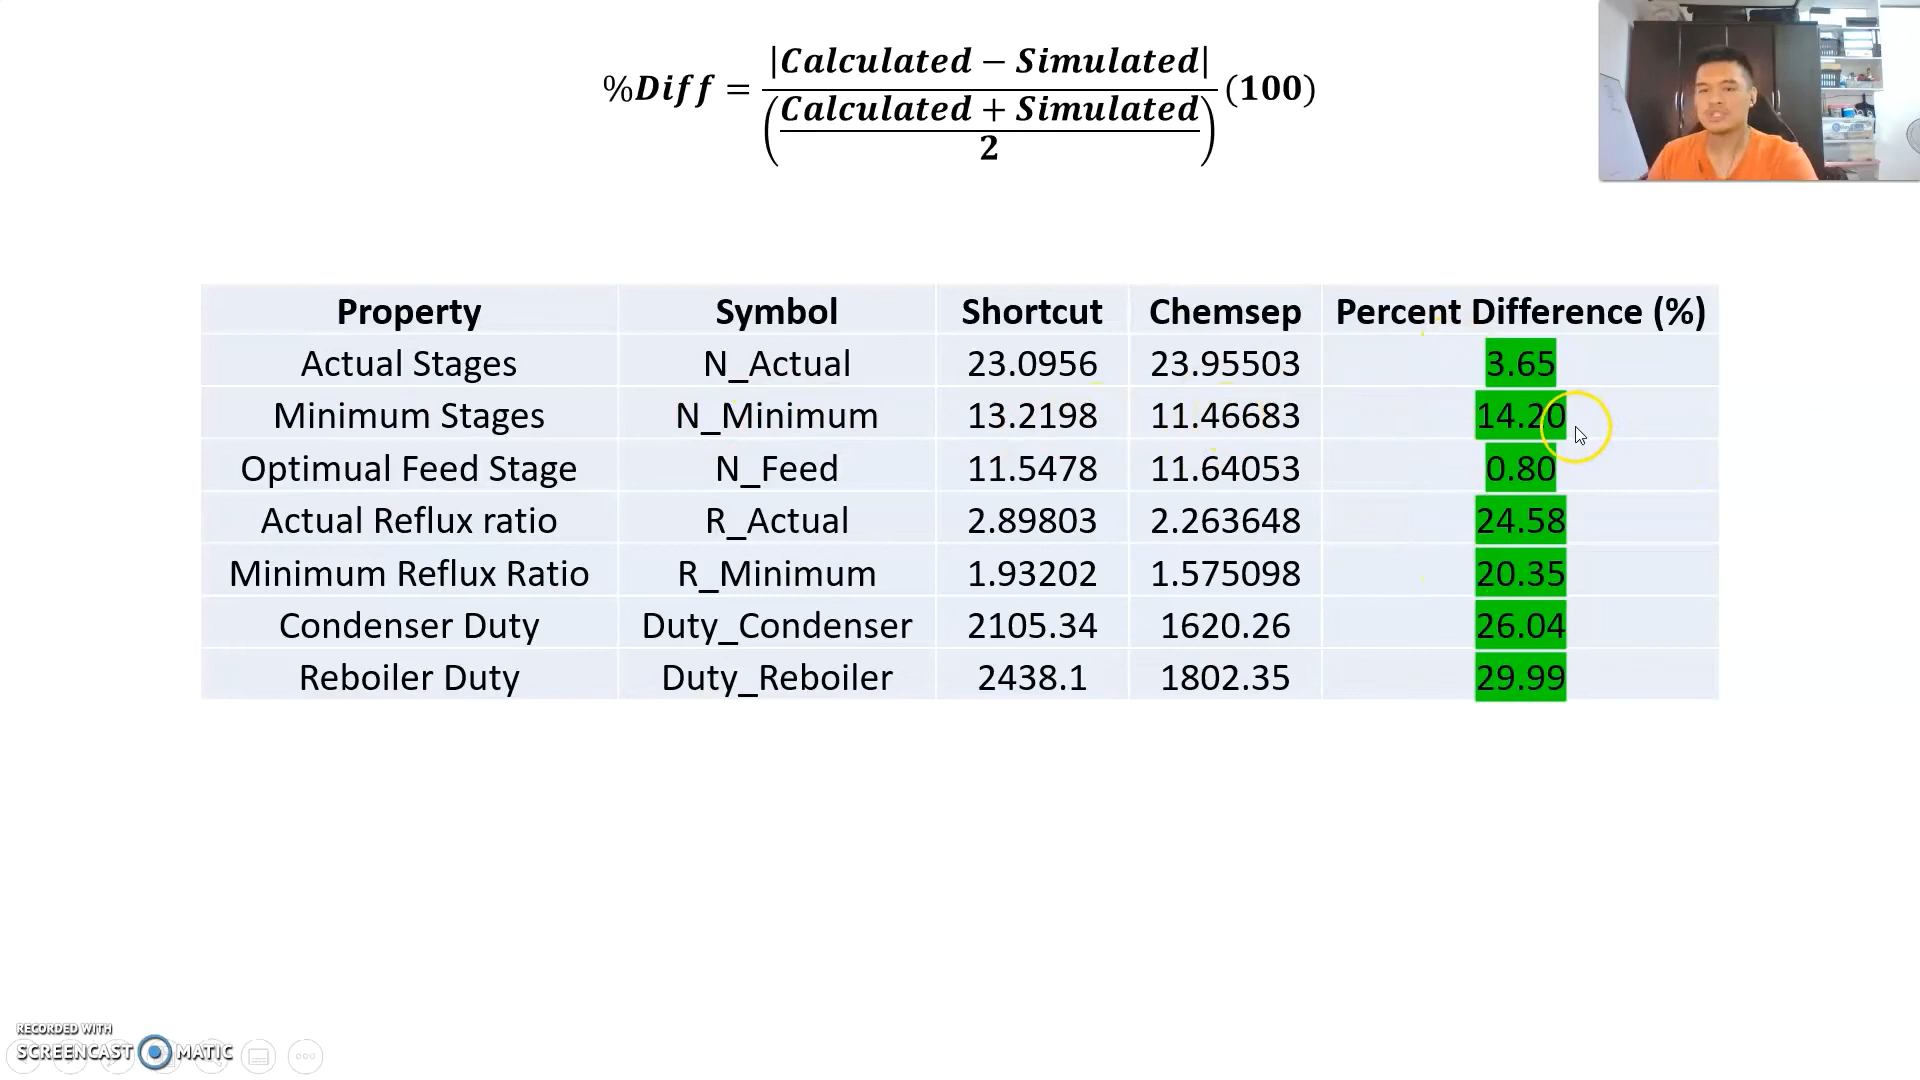 %Diff = |Calculated − Simulated| / ((Calculated + Simulated) / 2) (100)
Property Symbol Shortcut Chemsep Percent Difference (%)
Actual Stages N_Actual 23.0956 23.95503 3.65
Minimum Stages N_Minimum 13.2198 11.46683 14.20
Optimual Feed Stage N_Feed 11.5478 11.64053 0.80
Actual Reflux ratio R_Actual 2.89803 2.263648 24.58
Minimum Reflux Ratio R_Minimum 1.93202 1.575098 20.35
Condenser Duty Duty_Condenser 2105.34 1620.26 26.04
Reboiler Duty Duty_Reboiler 2438.1 1802.35 29.99
RECORDED WITH
SCREENCAST MATIC